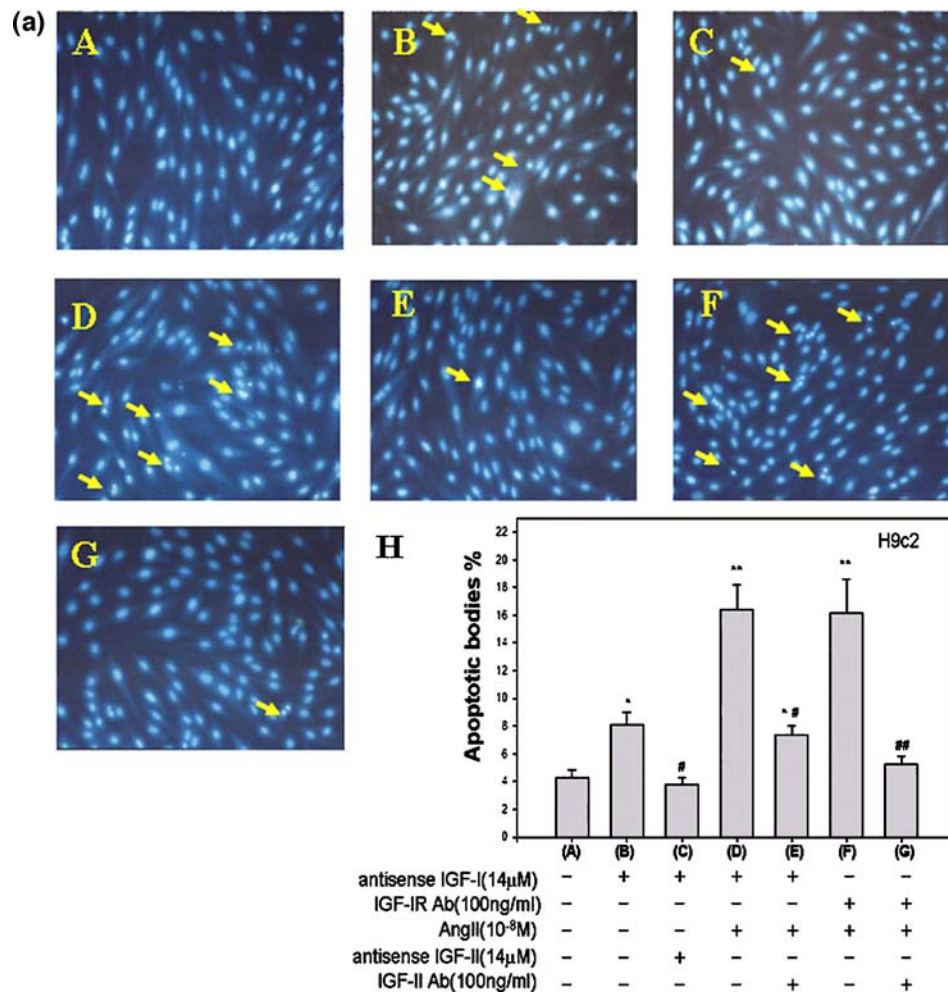 (a)
A
B
C
D
E
F
G
H
H9c2
Apoptotic bodies %
22
20
18
16
14
12
10
8
6
4
2
0
*
#
**
* #
**
##
(A) (B) (C) (D) (E) (F) (G)
antisense IGF-I(14μM) – + + + + – –
IGF-IR Ab(100ng/ml) – – – – – + +
AngII(10⁻⁸M) – – – + + + +
antisense IGF-II(14μM) – – + – – – –
IGF-II Ab(100ng/ml) – – – – + – +